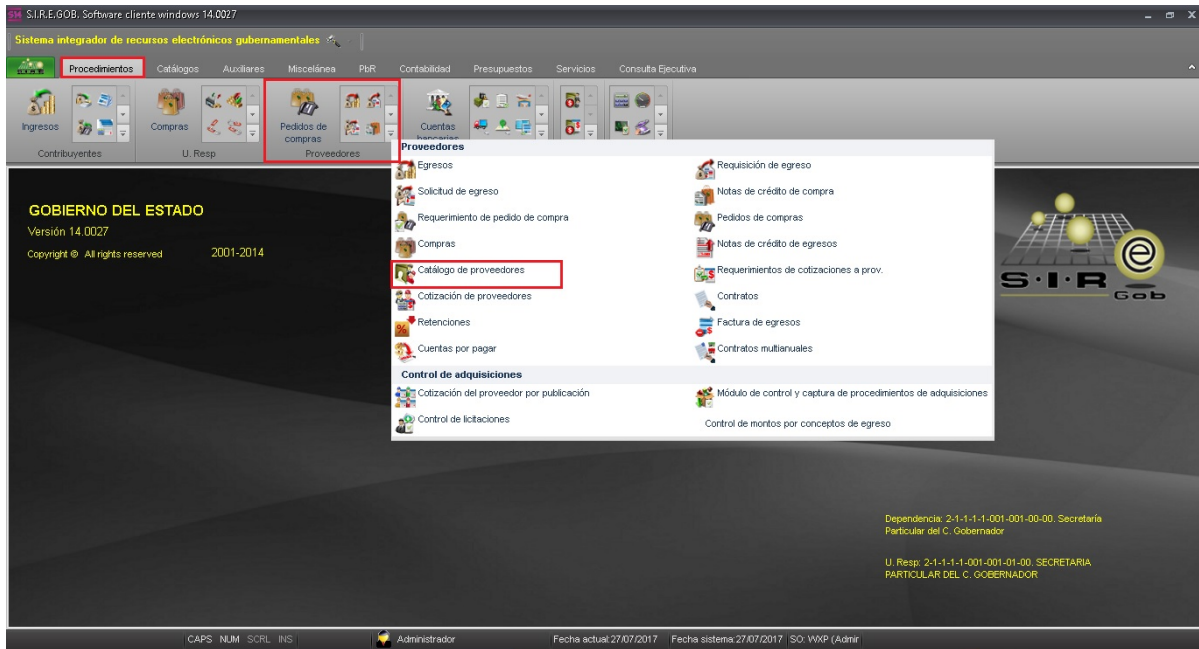 S.I.R.E.GOB. Software cliente windows 14.0027
Sistema integrador de recursos electrónicos gubernamentales
Procedimientos Catálogos Auxiliares Miscelánea PbR Contabilidad Presupuestos Servicios Consulta Ejecutiva
Ingresos
Compras
Pedidos de compras
Cuentas bancarias
Contribuyentes U. Resp Proveedores
Proveedores
Egresos Requisición de egreso
Solicitud de egreso Notas de crédito de compra
Requerimiento de pedido de compra Pedidos de compras
Compras Notas de crédito de egresos
Catálogo de proveedores Requerimientos de cotizaciones a prov.
Cotización de proveedores Contratos
Retenciones Factura de egresos
Cuentas por pagar Contratos multianuales
Control de adquisiciones
Cotización del proveedor por publicación Módulo de control y captura de procedimientos de adquisiciones
Control de licitaciones Control de montos por conceptos de egreso
GOBIERNO DEL ESTADO
Versión 14.0027
Copyright © All rights reserved 2001-2014
S·I·R e
Gob
Dependencia: 2-1-1-1-1-001-001-00-00. Secretaría
Particular del C. Gobernador
U. Resp: 2-1-1-1-1-001-001-01-00. SECRETARIA
PARTICULAR DEL C. GOBERNADOR
CAPS NUM SCRL INS Administrador Fecha actual:27/07/2017 Fecha sistema:27/07/2017 SO: WXP (Admir